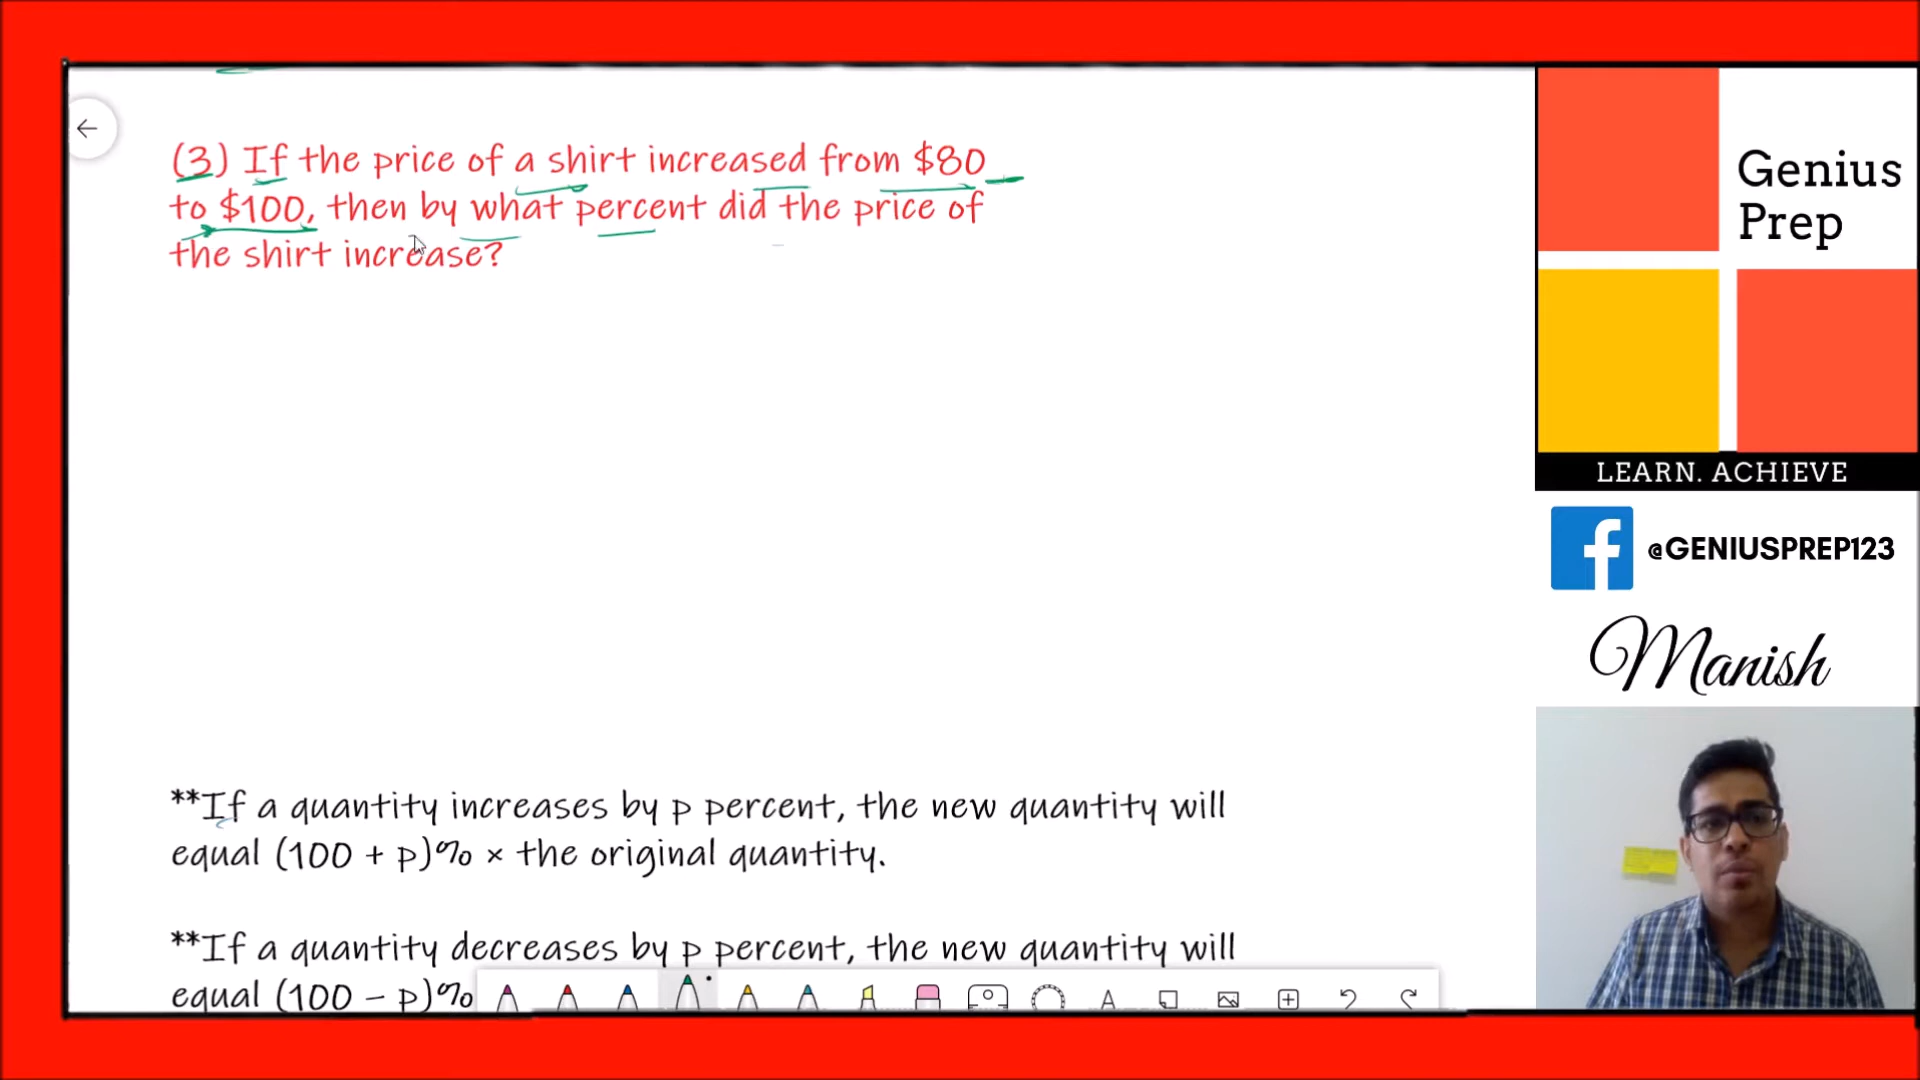 (3) If the price of a shirt increased from $80
to $100, then by what percent did the price of
the shirt increase?
**If a quantity increases by p percent, the new quantity will
equal (100 + p)% × the original quantity.
**If a quantity decreases by p percent, the new quantity will
equal (100 – p)%
Genius
Prep
LEARN. ACHIEVE
f @GENIUSPREP123
Manish